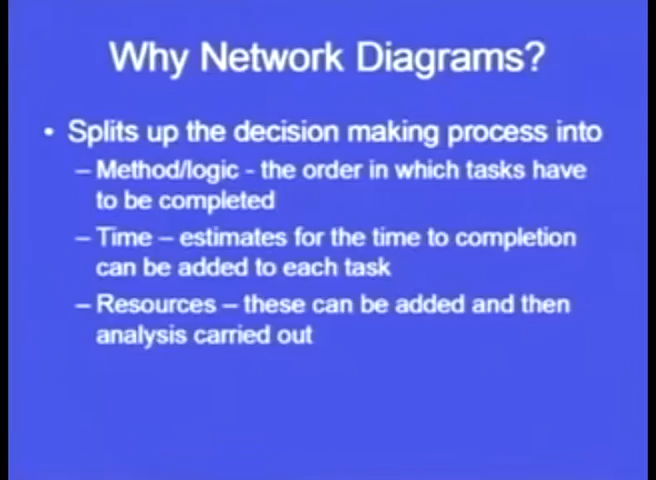 Why Network Diagrams?
• Splits up the decision making process into
– Method/logic - the order in which tasks have
to be completed
– Time – estimates for the time to completion
can be added to each task
– Resources – these can be added and then
analysis carried out